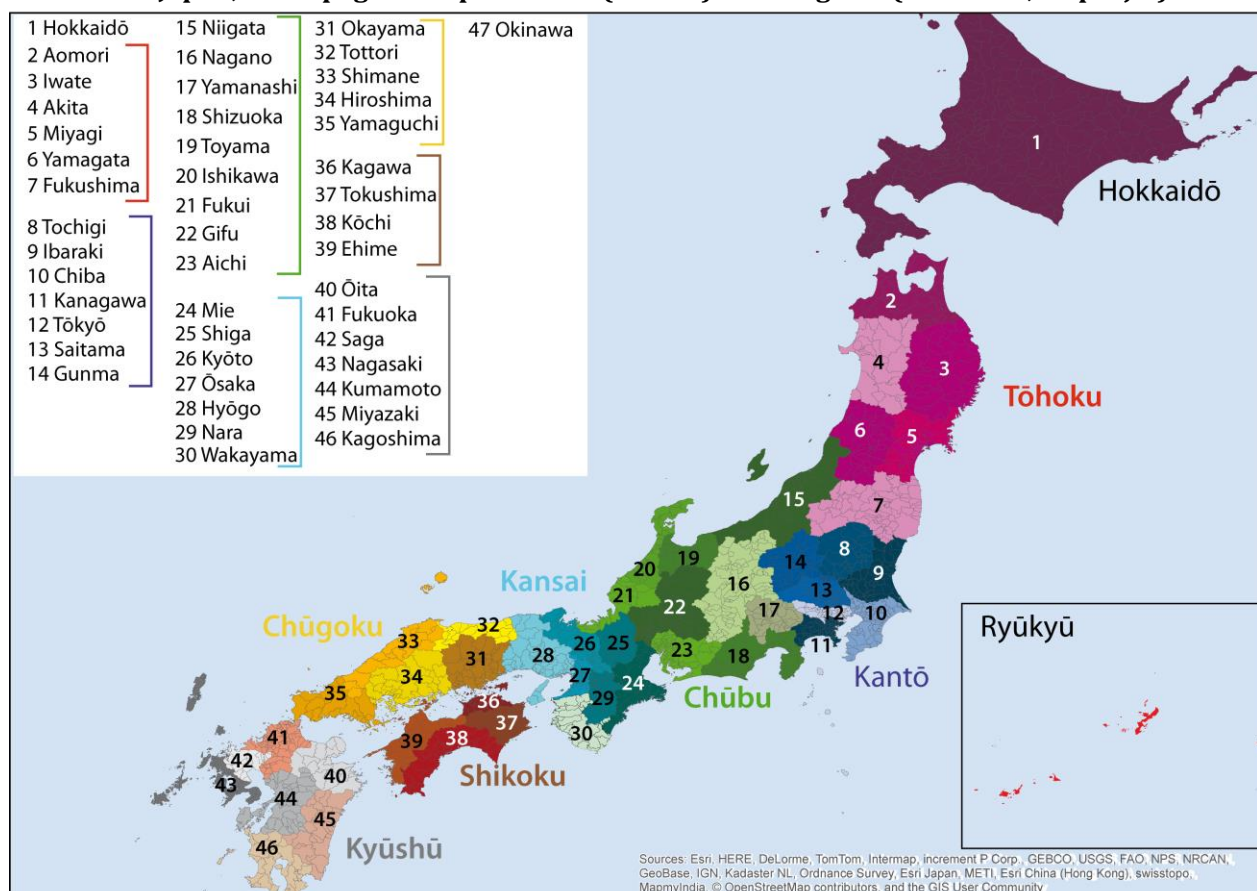 1 Hokkaidō
2 Aomori
3 Iwate
4 Akita
5 Miyagi
6 Yamagata
7 Fukushima
8 Tochigi
9 Ibaraki
10 Chiba
11 Kanagawa
12 Tōkyō
13 Saitama
14 Gunma
15 Niigata
16 Nagano
17 Yamanashi
18 Shizuoka
19 Toyama
20 Ishikawa
21 Fukui
22 Gifu
23 Aichi
24 Mie
25 Shiga
26 Kyōto
27 Ōsaka
28 Hyōgo
29 Nara
30 Wakayama
31 Okayama
32 Tottori
33 Shimane
34 Hiroshima
35 Yamaguchi
36 Kagawa
37 Tokushima
38 Kōchi
39 Ehime
40 Ōita
41 Fukuoka
42 Saga
43 Nagasaki
44 Kumamoto
45 Miyazaki
46 Kagoshima
47 Okinawa
1
Hokkaidō
2
4
3
Tōhoku
6
5
15
7
8
14
9
19
20
16
13
Kansai
21
22
17
12
10
Chūgoku
32
33
26
25
11
31
28
23
18
Kantō
34
27
24
Chūbu
35
36
29
37
30
41
39
38
42
40
Shikoku
43
44
45
46
Kyūshū
Ryūkyū
Sources: Esri, HERE, DeLorme, TomTom, Intermap, increment P Corp., GEBCO, USGS, FAO, NPS, NRCAN,
GeoBase, IGN, Kadaster NL, Ordnance Survey, Esri Japan, METI, Esri China (Hong Kong), swisstopo,
MapmyIndia, © OpenStreetMap contributors, and the GIS User Community